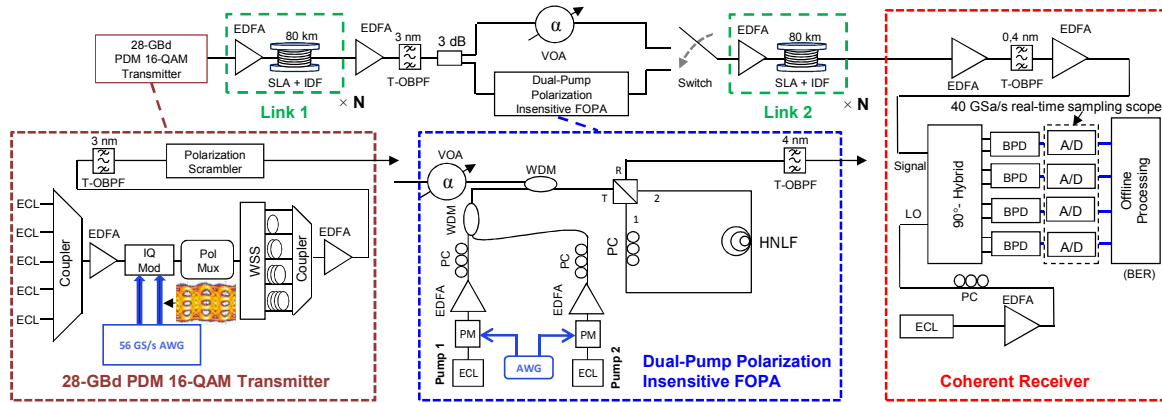 28-GBd
PDM 16-QAM
Transmitter
EDFA
80 km
SLA + IDF
× N
Link 1
EDFA
3 nm
T-OBPF
3 dB
α
VOA
Dual-Pump
Polarization
Insensitive FOPA
Switch
EDFA
80 km
SLA + IDF
× N
Link 2
EDFA
0,4 nm
T-OBPF
EDFA
3 nm
T-OBPF
Polarization
Scrambler
ECL
ECL
ECL
ECL
ECL
Coupler
EDFA
IQ
Mod
Pol
Mux
WSS
Coupler
EDFA
56 GS/s AWG
28-GBd PDM 16-QAM Transmitter
VOA
α
WDM
WDM
R
T
2
1
PC
HNLF
4 nm
T-OBPF
PC
PC
EDFA
EDFA
PM
PM
Pump 1
ECL
AWG
ECL
Pump 2
Dual-Pump Polarization
Insensitive FOPA
40 GSa/s real-time sampling scope
Signal
LO
90°- Hybrid
BPD
A/D
BPD
A/D
BPD
A/D
BPD
A/D
Offline
Processing
(BER)
PC
EDFA
ECL
Coherent Receiver